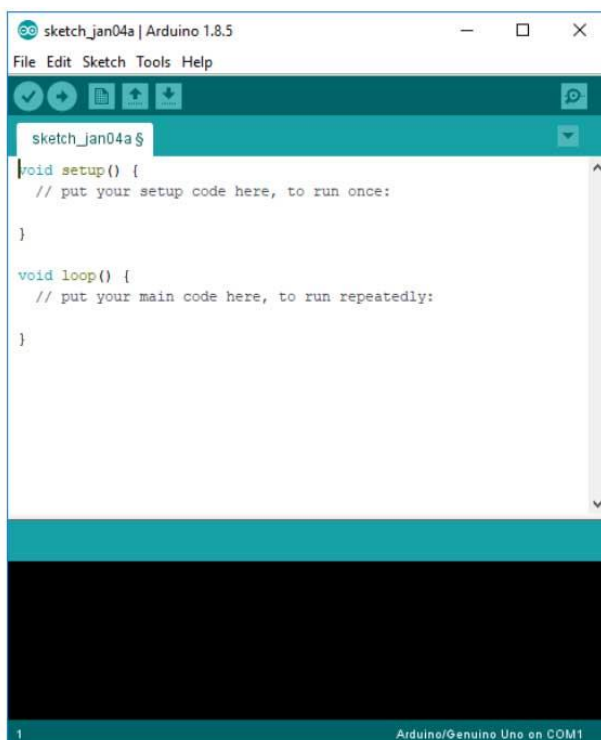 sketch_jan04a | Arduino 1.8.5
File Edit Sketch Tools Help
sketch_jan04a §
void setup() {
  // put your setup code here, to run once:
}
void loop() {
  // put your main code here, to run repeatedly:
}
1 Arduino/Genuino Uno on COM1